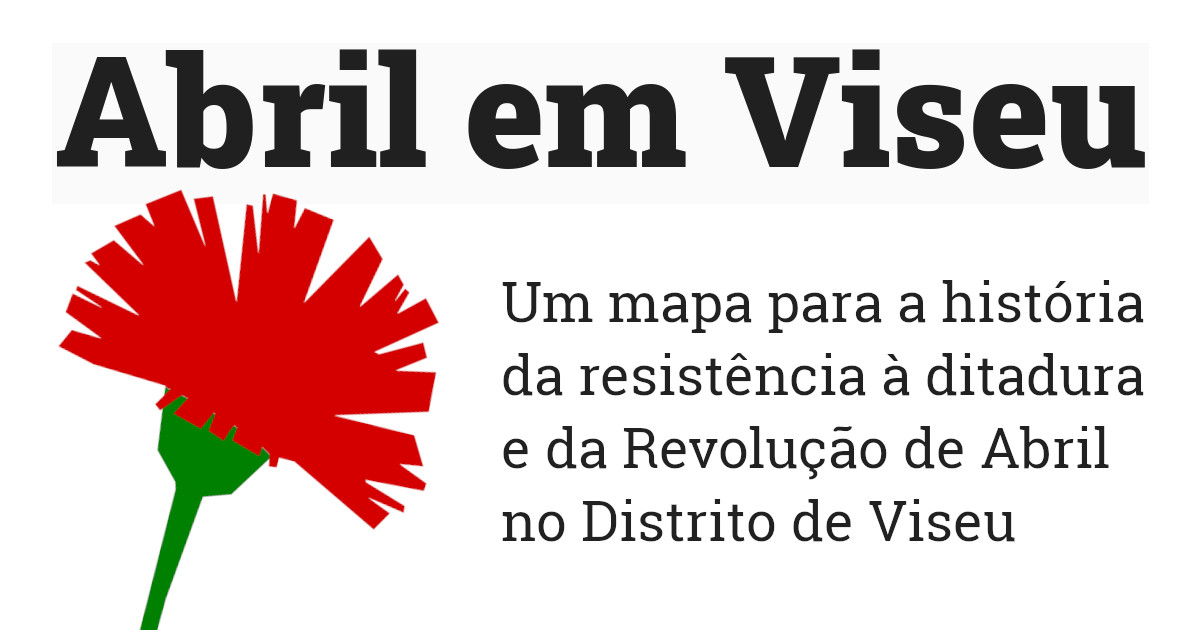 Abril em Viseu
Um mapa para a história
da resistência à ditadura
e da Revolução de Abril
no Distrito de Viseu